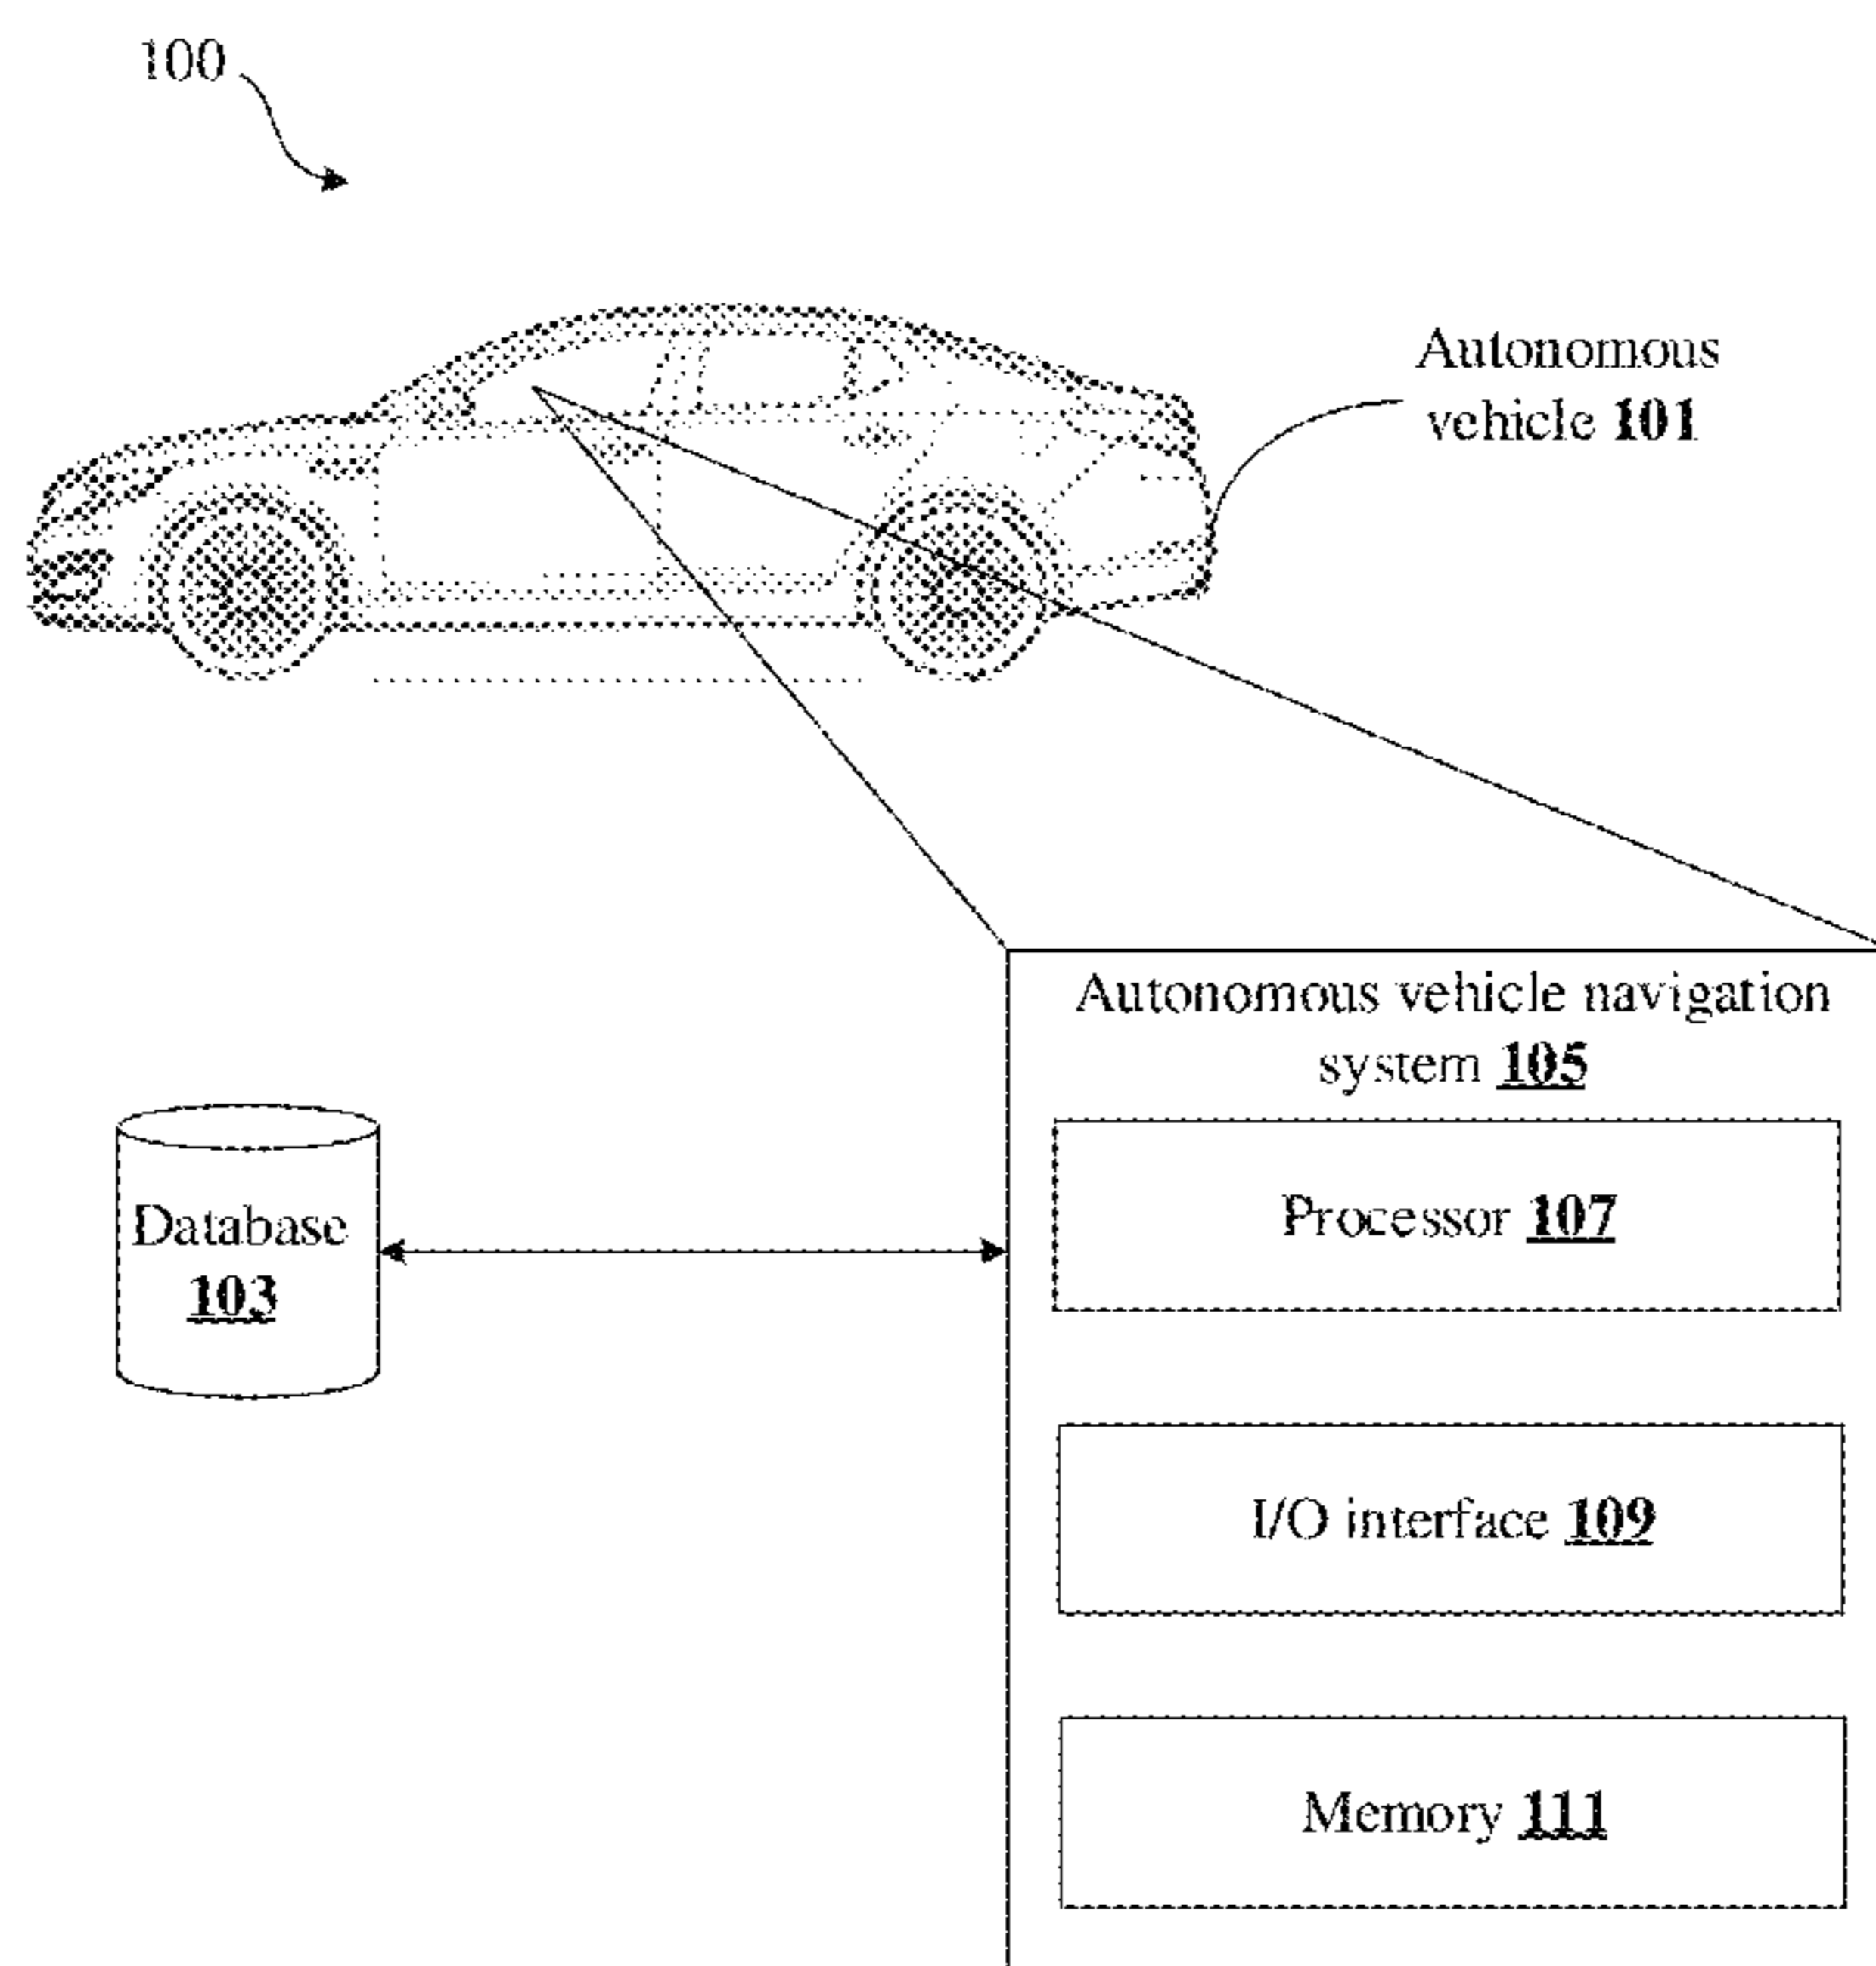 100
Autonomous
vehicle 101
Autonomous vehicle navigation
system 105
Database
103
Processor 107
I/O interface 109
Memory 111